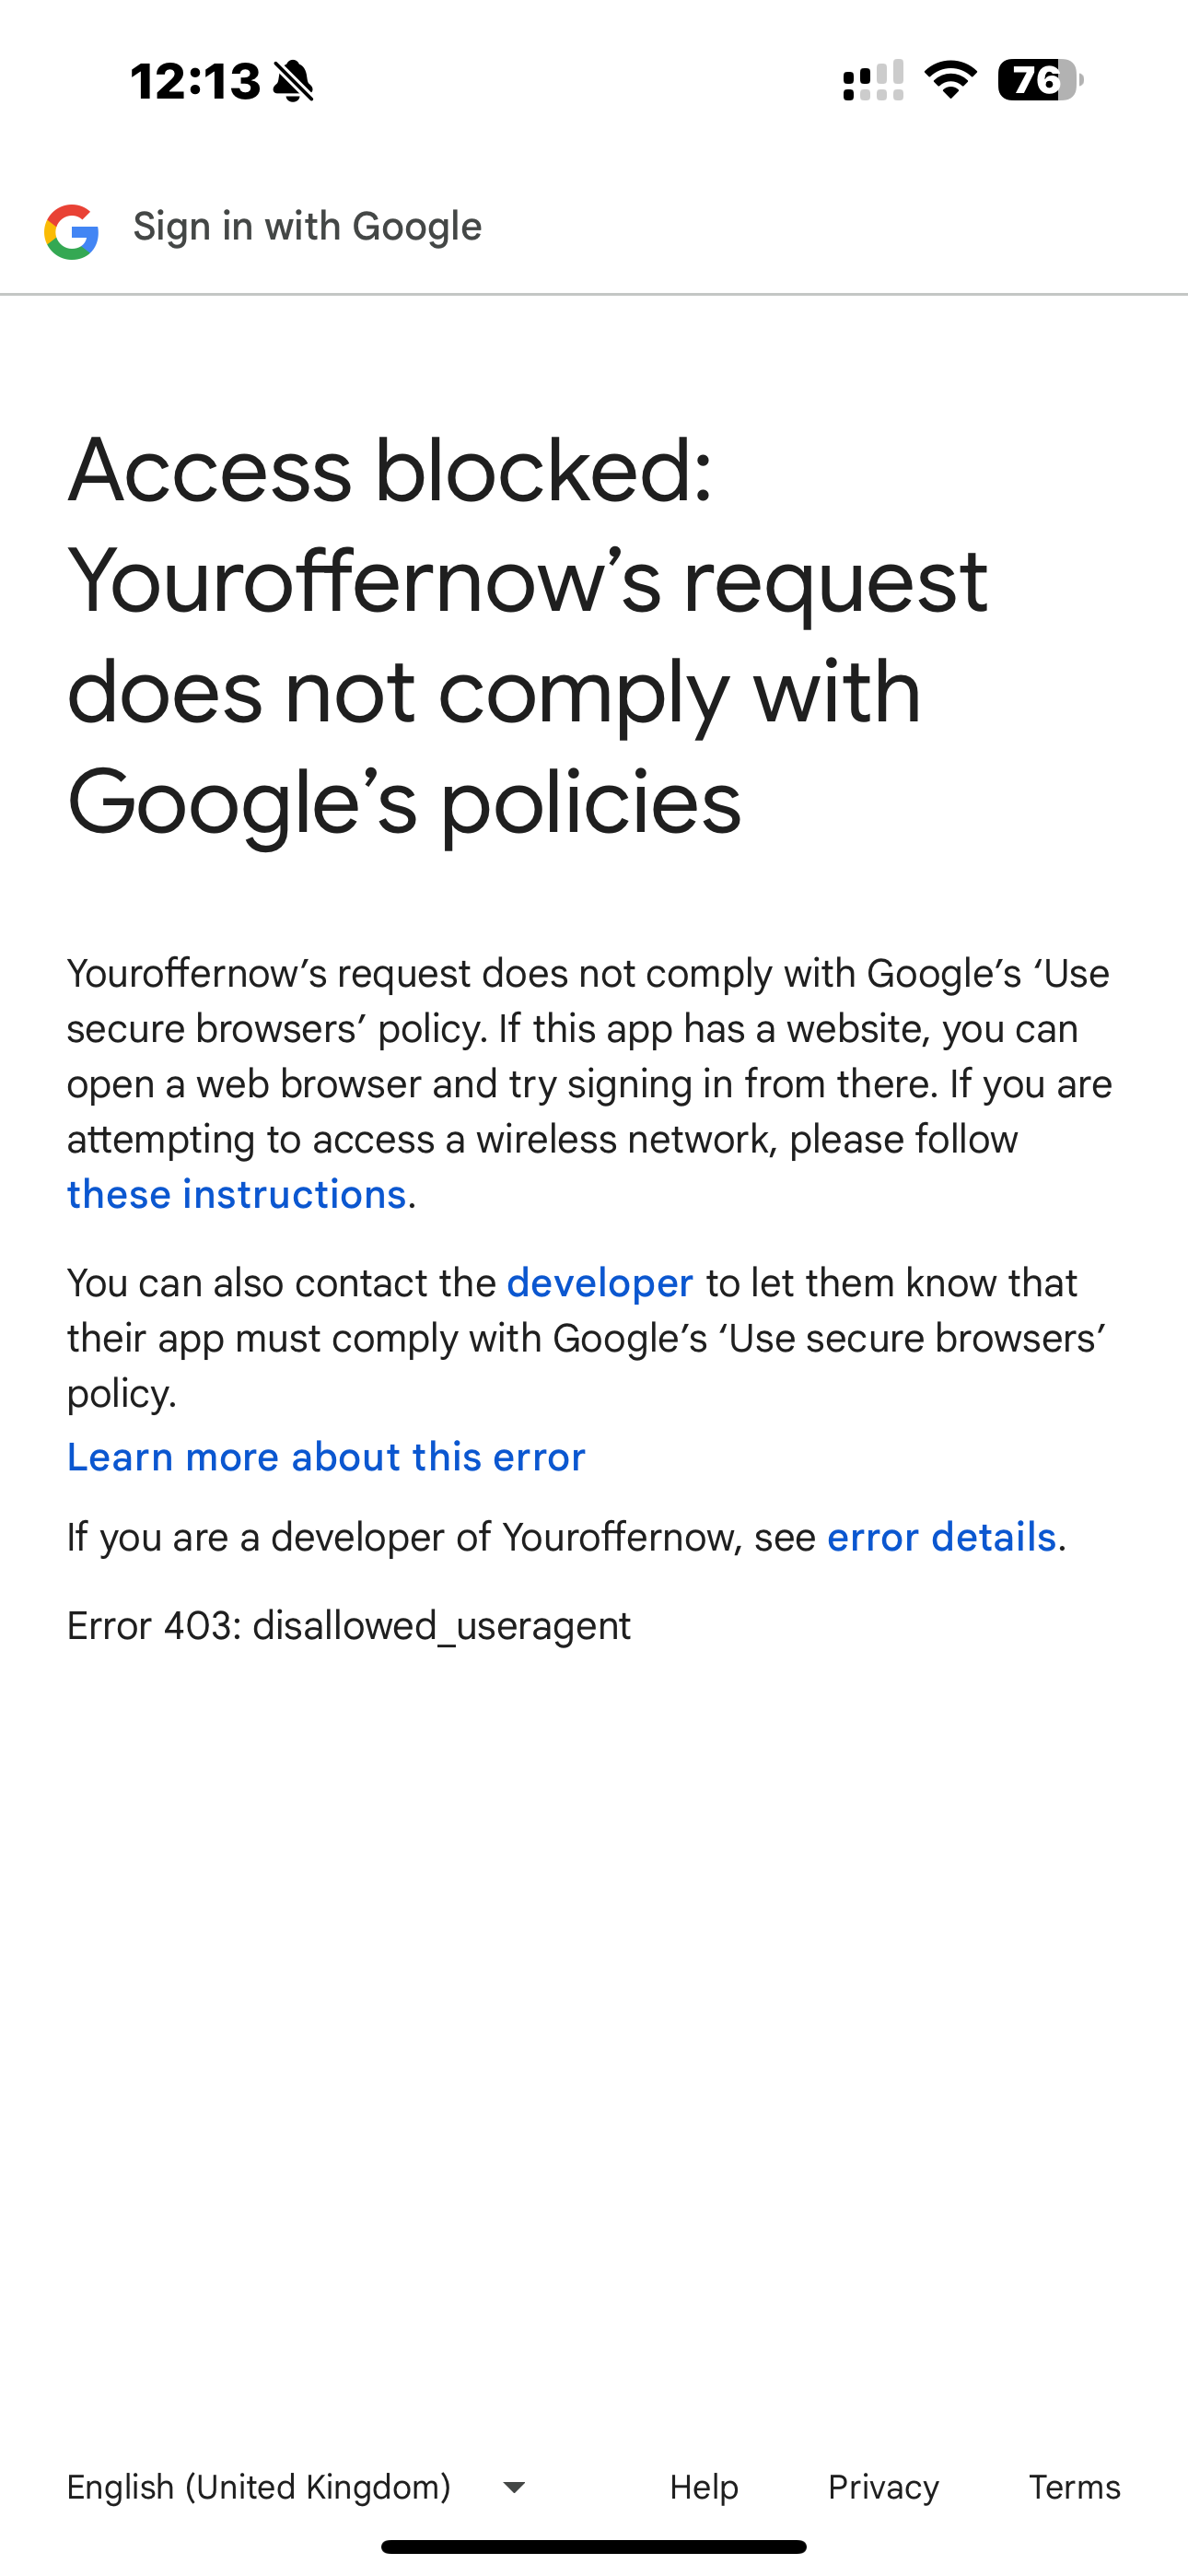 12:13
76
Sign in with Google
Access blocked:
Youroffernow’s request
does not comply with
Google’s policies
Youroffernow’s request does not comply with Google’s ‘Use
secure browsers’ policy. If this app has a website, you can
open a web browser and try signing in from there. If you are
attempting to access a wireless network, please follow
these instructions.
You can also contact the developer to let them know that
their app must comply with Google’s ‘Use secure browsers’
policy.
Learn more about this error
If you are a developer of Youroffernow, see error details.
Error 403: disallowed_useragent
English (United Kingdom) Help Privacy Terms